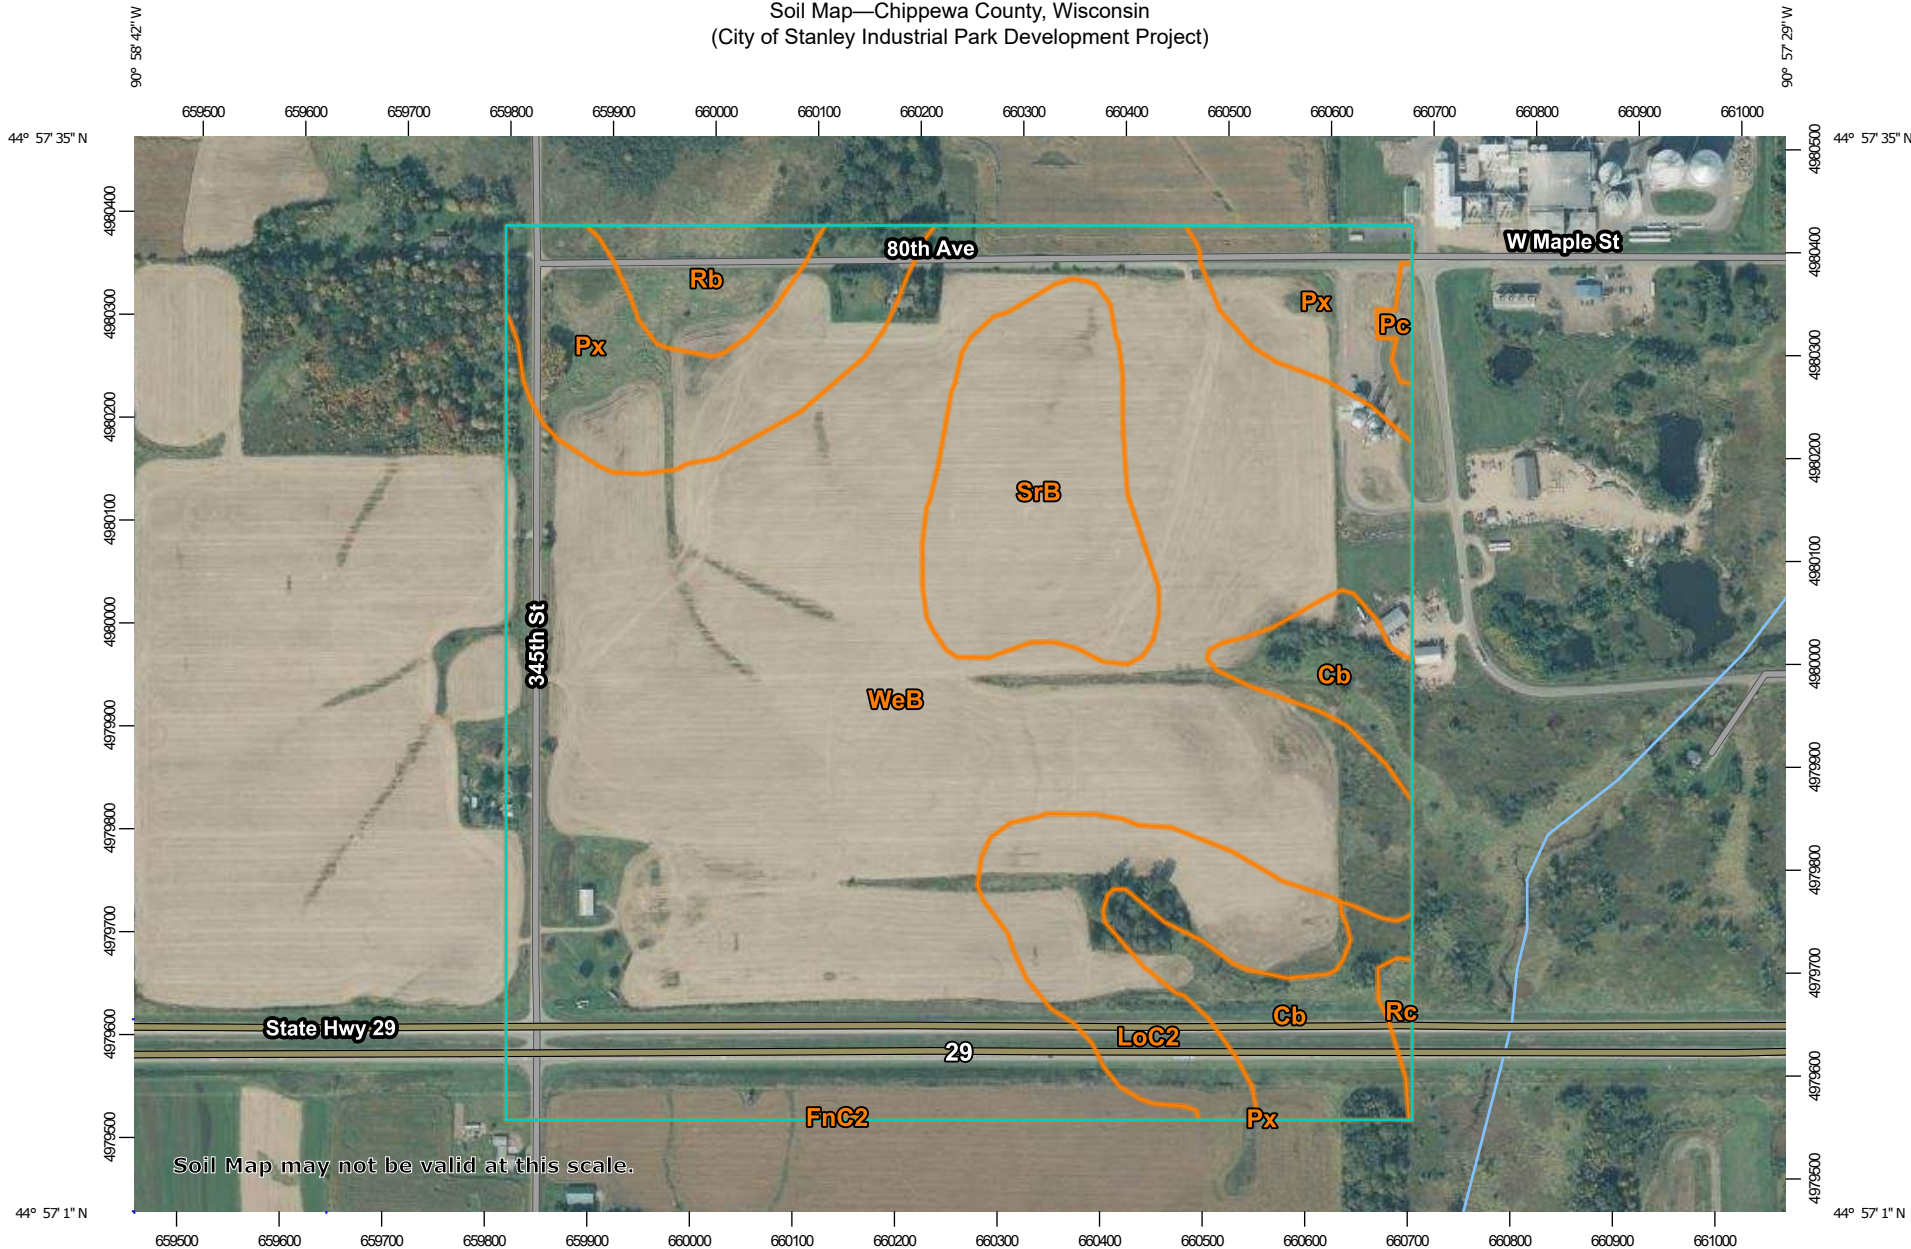 Soil Map—Chippewa County, Wisconsin
(City of Stanley Industrial Park Development Project)
90° 58' 42'' W
90° 57' 29'' W
659500 659600 659700 659800 659900 660000 660100 660200 660300 660400 660500 660600 660700 660800 660900 661000
44° 57' 35'' N
44° 57' 35'' N
4980400
4980300
4980200
4980100
4980000
4979900
4979800
4979700
4979600
4979500
4980500
4980400
4980300
4980200
4980100
4980000
4979900
4979800
4979700
4979600
4979500
80th Ave
W Maple St
Rb
Px
Px
Pc
SrB
345th St
Cb
WeB
Cb
Rc
State Hwy 29
LoC2
29
FnC2
Px
Soil Map may not be valid at this scale.
44° 57' 1'' N
44° 57' 1'' N
659500 659600 659700 659800 659900 660000 660100 660200 660300 660400 660500 660600 660700 660800 660900 661000